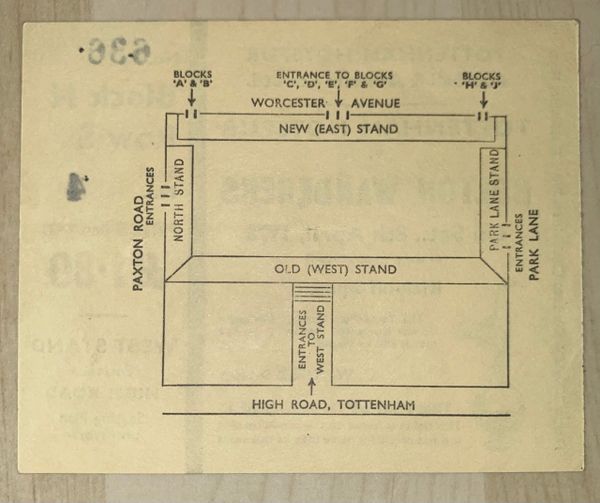 636
BLOCKS
'A' & 'B'
ENTRANCE TO BLOCKS
'C', 'D', 'E', 'F' & 'G'
BLOCKS
'H' & 'J'
WORCESTER AVENUE
NEW (EAST) STAND
4
PAXTON ROAD
ENTRANCES
NORTH STAND
PARK LANE STAND
ENTRANCES
PARK LANE
OLD (WEST) STAND
ENTRANCES
TO
WEST STAND
HIGH ROAD, TOTTENHAM